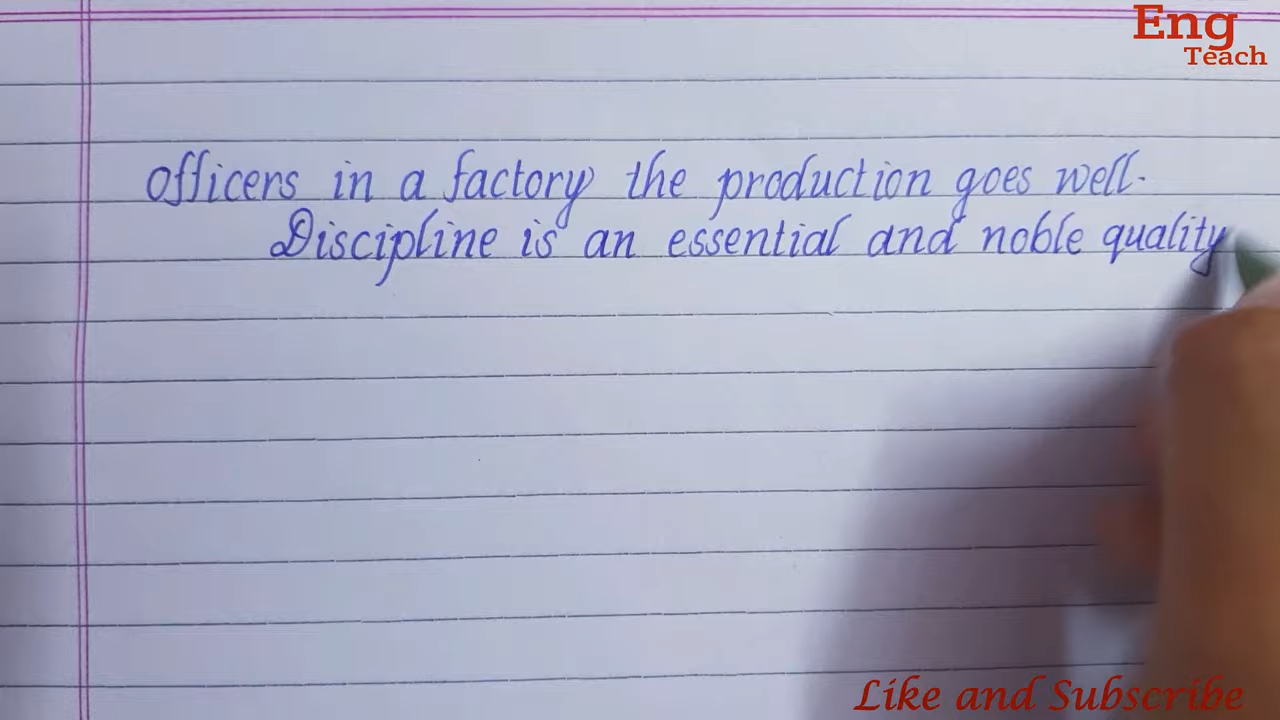 Eng
Teach
officers in a factory the production goes well.
Discipline is an essential and noble quality
Like and Subscribe